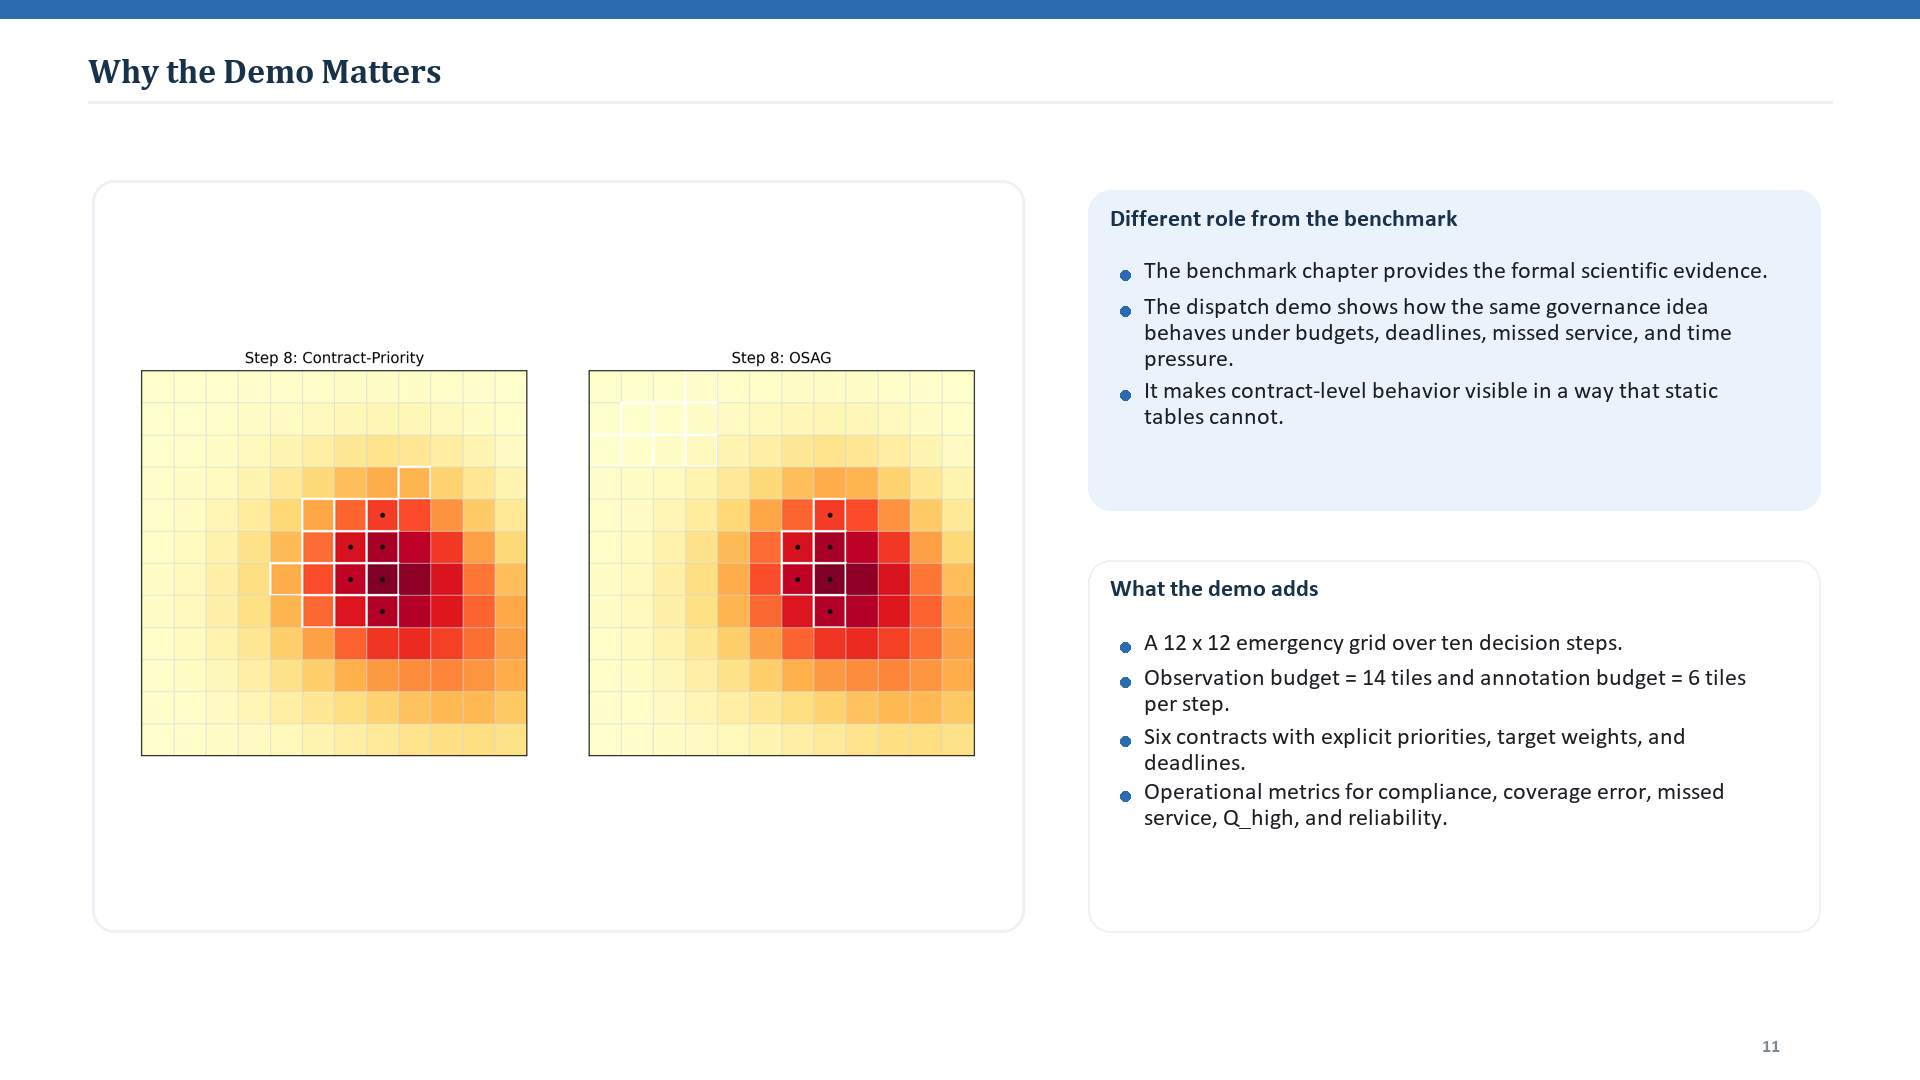 Why the Demo Matters
Step 8: Contract-Priority
Step 8: OSAG
Different role from the benchmark
The benchmark chapter provides the formal scientific evidence.
The dispatch demo shows how the same governance idea
behaves under budgets, deadlines, missed service, and time
pressure.
It makes contract-level behavior visible in a way that static
tables cannot.
What the demo adds
A 12 x 12 emergency grid over ten decision steps.
Observation budget = 14 tiles and annotation budget = 6 tiles
per step.
Six contracts with explicit priorities, target weights, and
deadlines.
Operational metrics for compliance, coverage error, missed
service, Q_high, and reliability.
11